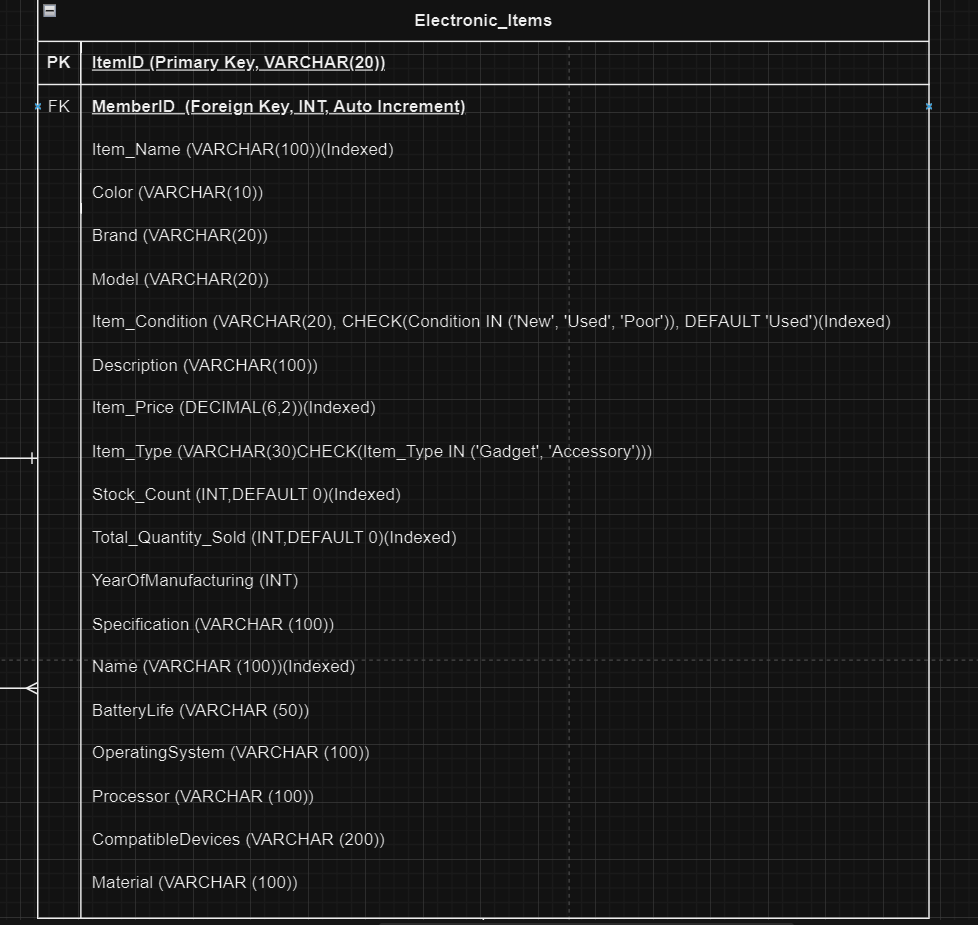 Electronic_Items
PK ItemID (Primary Key, VARCHAR(20))
FK MemberID  (Foreign Key, INT, Auto Increment)
Item_Name (VARCHAR(100))(Indexed)
Color (VARCHAR(10))
Brand (VARCHAR(20))
Model (VARCHAR(20))
Item_Condition (VARCHAR(20), CHECK(Condition IN ('New', 'Used', 'Poor')), DEFAULT 'Used')(Indexed)
Description (VARCHAR(100))
Item_Price (DECIMAL(6,2))(Indexed)
Item_Type (VARCHAR(30)CHECK(Item_Type IN ('Gadget', 'Accessory')))
Stock_Count (INT,DEFAULT 0)(Indexed)
Total_Quantity_Sold (INT,DEFAULT 0)(Indexed)
YearOfManufacturing (INT)
Specification (VARCHAR (100))
Name (VARCHAR (100))(Indexed)
BatteryLife (VARCHAR (50))
OperatingSystem (VARCHAR (100))
Processor (VARCHAR (100))
CompatibleDevices (VARCHAR (200))
Material (VARCHAR (100))